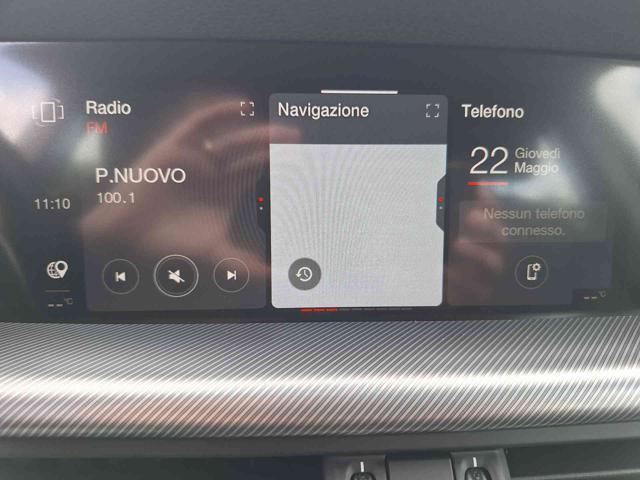 Radio
FM
P.NUOVO
100.1
11:10
--°C
Navigazione
Telefono
22 Giovedì
Maggio
Nessun telefono
connesso.
--°C